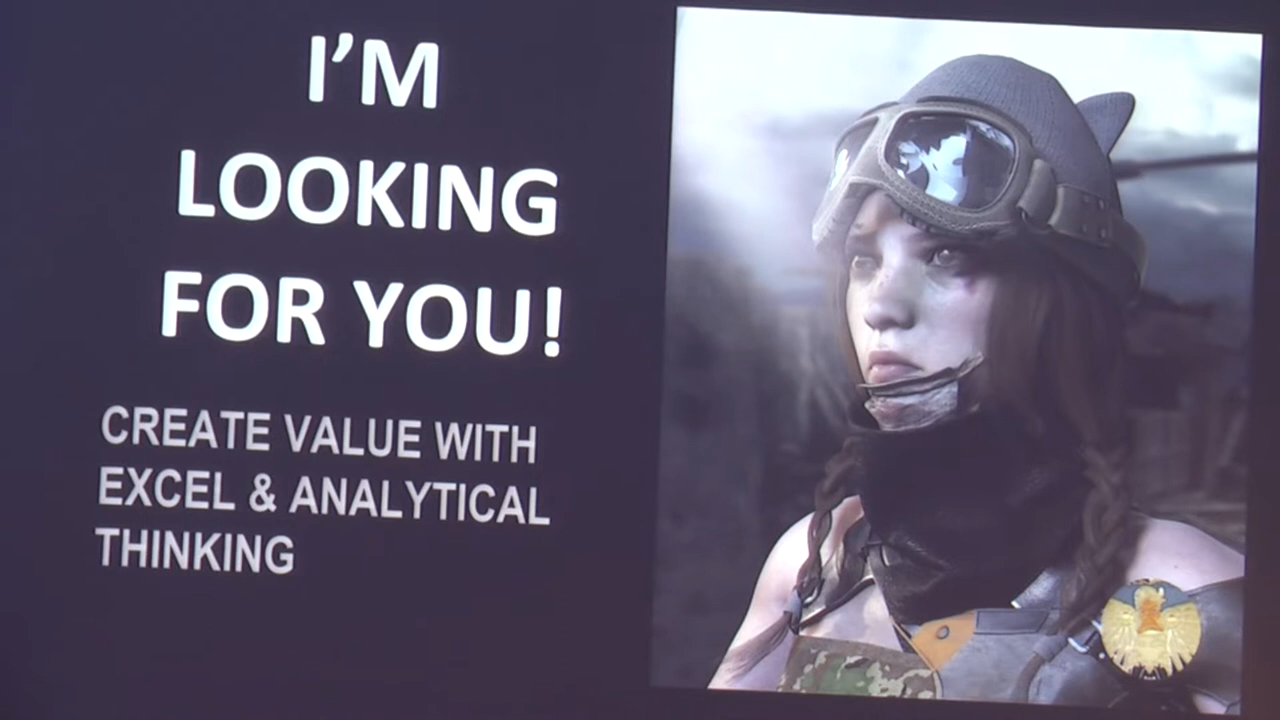 I'M
LOOKING
FOR YOU!
CREATE VALUE WITH
EXCEL & ANALYTICAL
THINKING